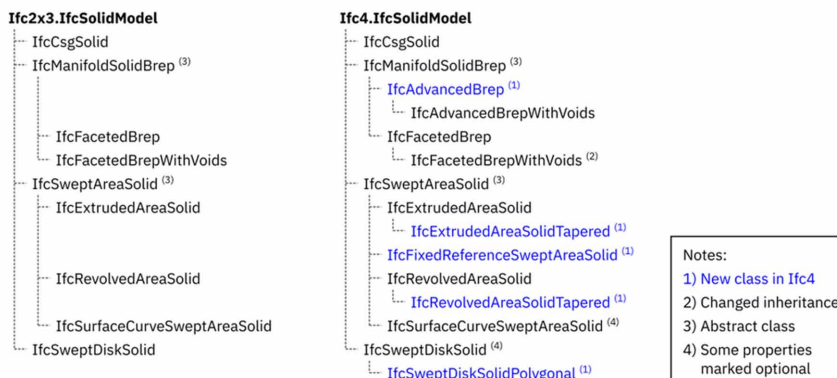 Ifc2x3.IfcSolidModel
IfcCsgSolid
IfcManifoldSolidBrep (3)
IfcFacetedBrep
IfcFacetedBrepWithVoids
IfcSweptAreaSolid (3)
IfcExtrudedAreaSolid
IfcRevolvedAreaSolid
IfcSurfaceCurveSweptAreaSolid
IfcSweptDiskSolid
Ifc4.IfcSolidModel
IfcCsgSolid
IfcManifoldSolidBrep (3)
IfcAdvancedBrep (1)
IfcAdvancedBrepWithVoids
IfcFacetedBrep
IfcFacetedBrepWithVoids (2)
IfcSweptAreaSolid (3)
IfcExtrudedAreaSolid
IfcExtrudedAreaSolidTapered (1)
IfcFixedReferenceSweptAreaSolid (1)
IfcRevolvedAreaSolid
IfcRevolvedAreaSolidTapered (1)
IfcSurfaceCurveSweptAreaSolid (4)
IfcSweptDiskSolid (4)
IfcSweptDiskSolidPolygonal (1)
Notes:
1) New class in Ifc4
2) Changed inheritance
3) Abstract class
4) Some properties
marked optional